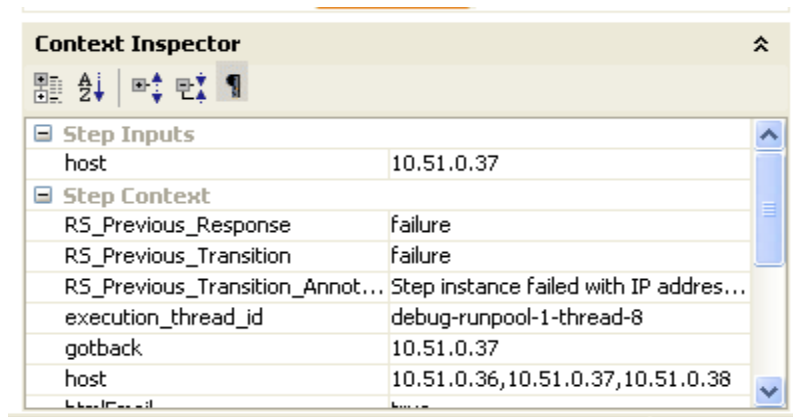 Context Inspector
Step Inputs
host 10.51.0.37
Step Context
RS_Previous_Response failure
RS_Previous_Transition failure
RS_Previous_Transition_Annot... Step instance failed with IP addres...
execution_thread_id debug-runpool-1-thread-8
gotback 10.51.0.37
host 10.51.0.36,10.51.0.37,10.51.0.38